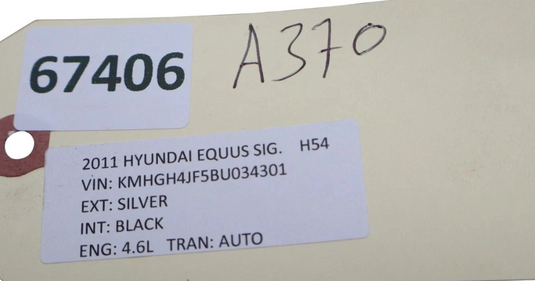 67406
A370
2011 HYUNDAI EQUUS SIG. H54
VIN: KMHGH4JF5BU034301
EXT: SILVER
INT: BLACK
ENG: 4.6L TRAN: AUTO